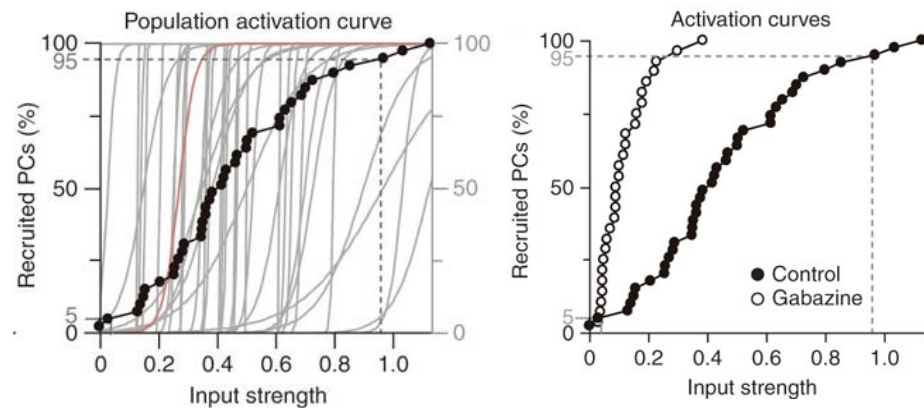 Population activation curve
100
95
50
5
0
Recruited PCs (%)
100
50
0
0 0.2 0.4 0.6 0.8 1.0
Input strength
Activation curves
100
95
50
5
0
Recruited PCs (%)
Control
Gabazine
0 0.2 0.4 0.6 0.8 1.0
Input strength